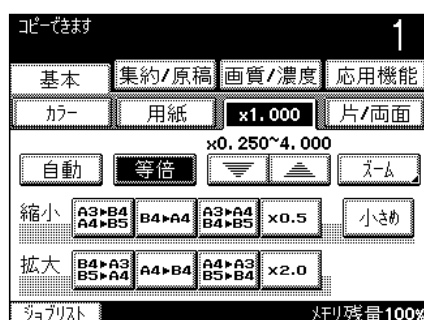 コピーできます 1
基本 集約/原稿 画質/濃度 応用機能
カラー 用紙 x1.000 片/両面
x0.250~4.000
自動 等倍 ズーム
縮小 A3▶B4 A4▶B5 B4▶A4 A3▶A4 B4▶B5 x0.5 小さめ
拡大 B4▶A3 B5▶A4 A4▶B4 A4▶A3 B5▶B4 x2.0
ジョブリスト メモリ残量100%